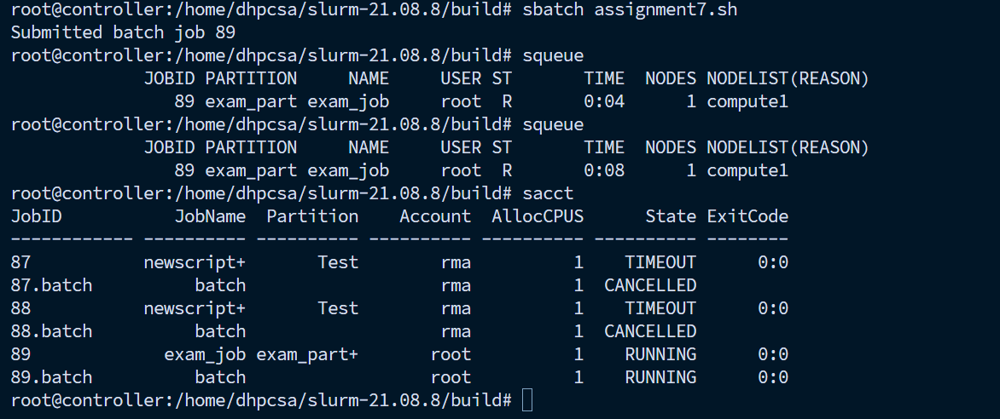 root@controller:/home/dhpcsa/slurm-21.08.8/build# sbatch assignment7.sh
Submitted batch job 89
root@controller:/home/dhpcsa/slurm-21.08.8/build# squeue
             JOBID PARTITION     NAME     USER ST       TIME  NODES NODELIST(REASON)
                89 exam_part exam_job     root  R       0:04      1 compute1
root@controller:/home/dhpcsa/slurm-21.08.8/build# squeue
             JOBID PARTITION     NAME     USER ST       TIME  NODES NODELIST(REASON)
                89 exam_part exam_job     root  R       0:08      1 compute1
root@controller:/home/dhpcsa/slurm-21.08.8/build# sacct
JobID           JobName  Partition    Account  AllocCPUS      State ExitCode
------------ ---------- ---------- ---------- ---------- ---------- --------
87           newscript+       Test        rma          1    TIMEOUT      0:0
87.batch          batch                   rma          1  CANCELLED
88           newscript+       Test        rma          1    TIMEOUT      0:0
88.batch          batch                   rma          1  CANCELLED
89             exam_job exam_part+       root          1    RUNNING      0:0
89.batch          batch                  root          1    RUNNING      0:0
root@controller:/home/dhpcsa/slurm-21.08.8/build#